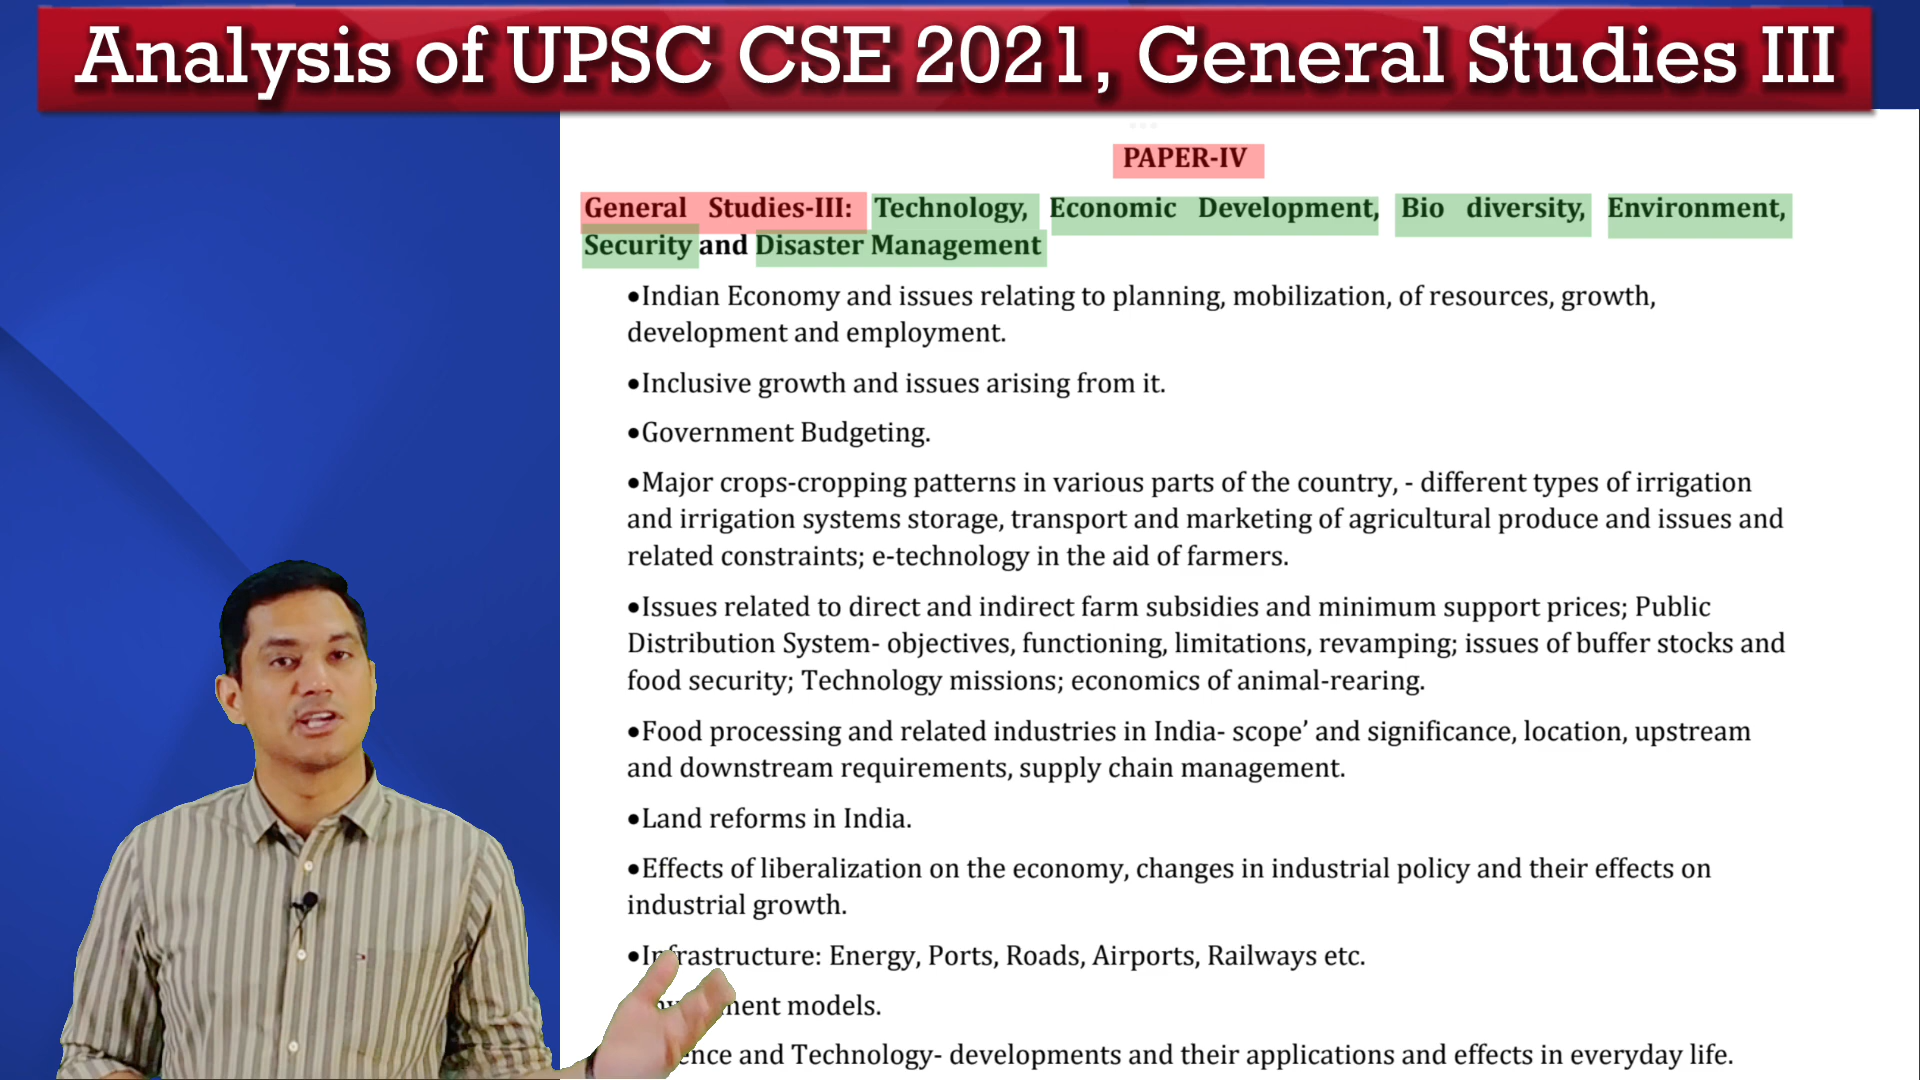 Analysis of UPSC CSE 2021, General Studies III
PAPER-IV
General Studies-III: Technology, Economic Development, Bio diversity, Environment,
Security and Disaster Management
•Indian Economy and issues relating to planning, mobilization, of resources, growth,
development and employment.
•Inclusive growth and issues arising from it.
•Government Budgeting.
•Major crops-cropping patterns in various parts of the country, - different types of irrigation
and irrigation systems storage, transport and marketing of agricultural produce and issues and
related constraints; e-technology in the aid of farmers.
•Issues related to direct and indirect farm subsidies and minimum support prices; Public
Distribution System- objectives, functioning, limitations, revamping; issues of buffer stocks and
food security; Technology missions; economics of animal-rearing.
•Food processing and related industries in India- scope’ and significance, location, upstream
and downstream requirements, supply chain management.
•Land reforms in India.
•Effects of liberalization on the economy, changes in industrial policy and their effects on
industrial growth.
•Infrastructure: Energy, Ports, Roads, Airports, Railways etc.
models.
and Technology- developments and their applications and effects in everyday life.